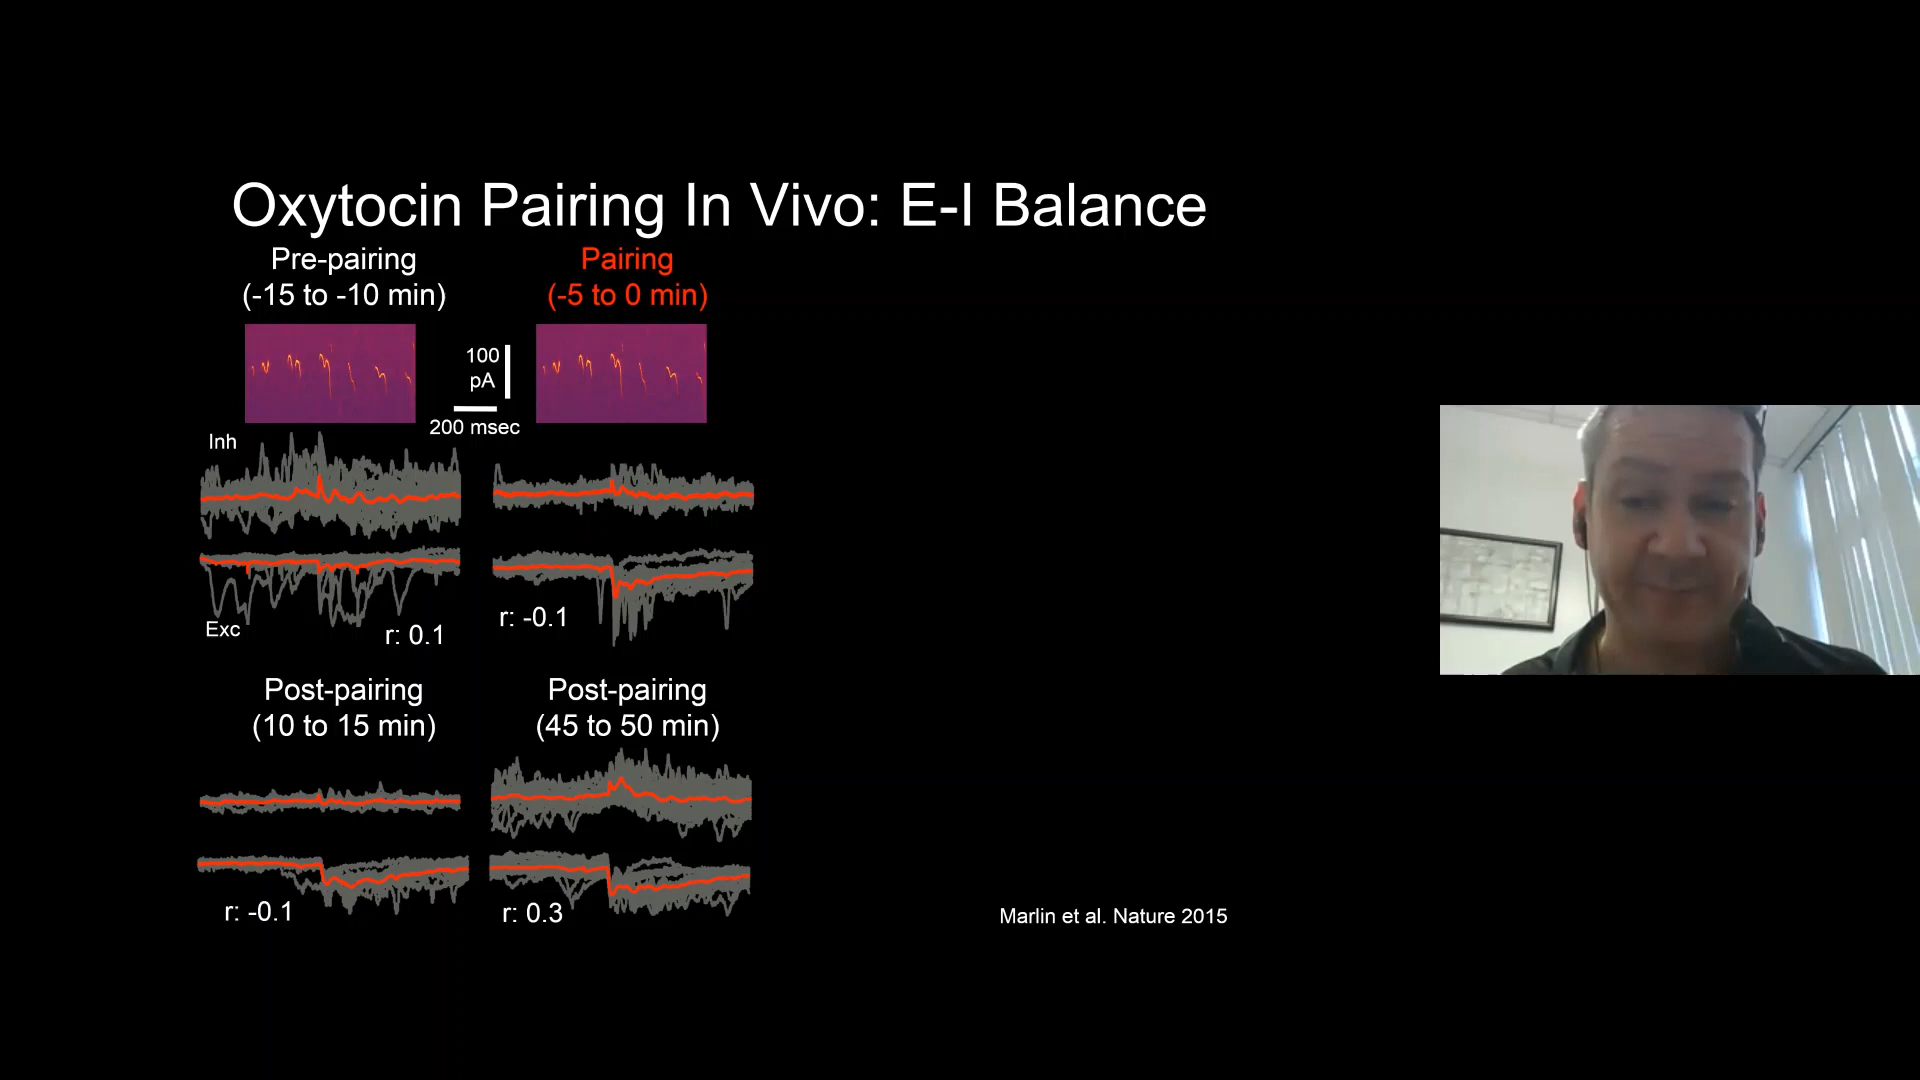 Oxytocin Pairing In Vivo: E-I Balance
Pre-pairing
(-15 to -10 min)
Pairing
(-5 to 0 min)
100
pA
200 msec
Inh
Exc
r: 0.1
r: -0.1
Post-pairing
(10 to 15 min)
Post-pairing
(45 to 50 min)
r: -0.1
r: 0.3
Marlin et al. Nature 2015